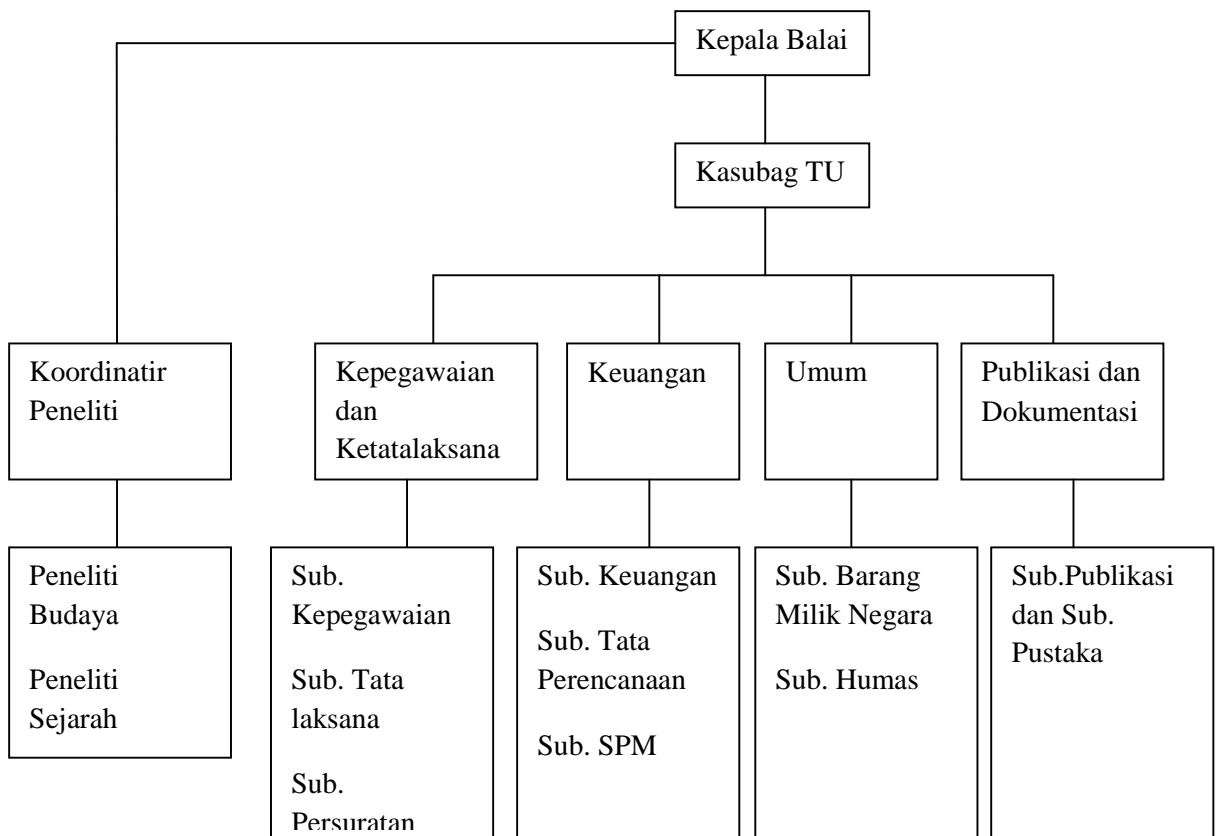 Kepala Balai
Kasubag TU
Koordinatir
Peneliti
Kepegawaian
dan
Ketatalaksana
Keuangan
Umum
Publikasi dan
Dokumentasi
Peneliti
Budaya
Peneliti
Sejarah
Sub.
Kepegawaian
Sub. Tata
laksana
Sub.
Persuratan
Sub. Keuangan
Sub. Tata
Perencanaan
Sub. SPM
Sub. Barang
Milik Negara
Sub. Humas
Sub.Publikasi
dan Sub.
Pustaka